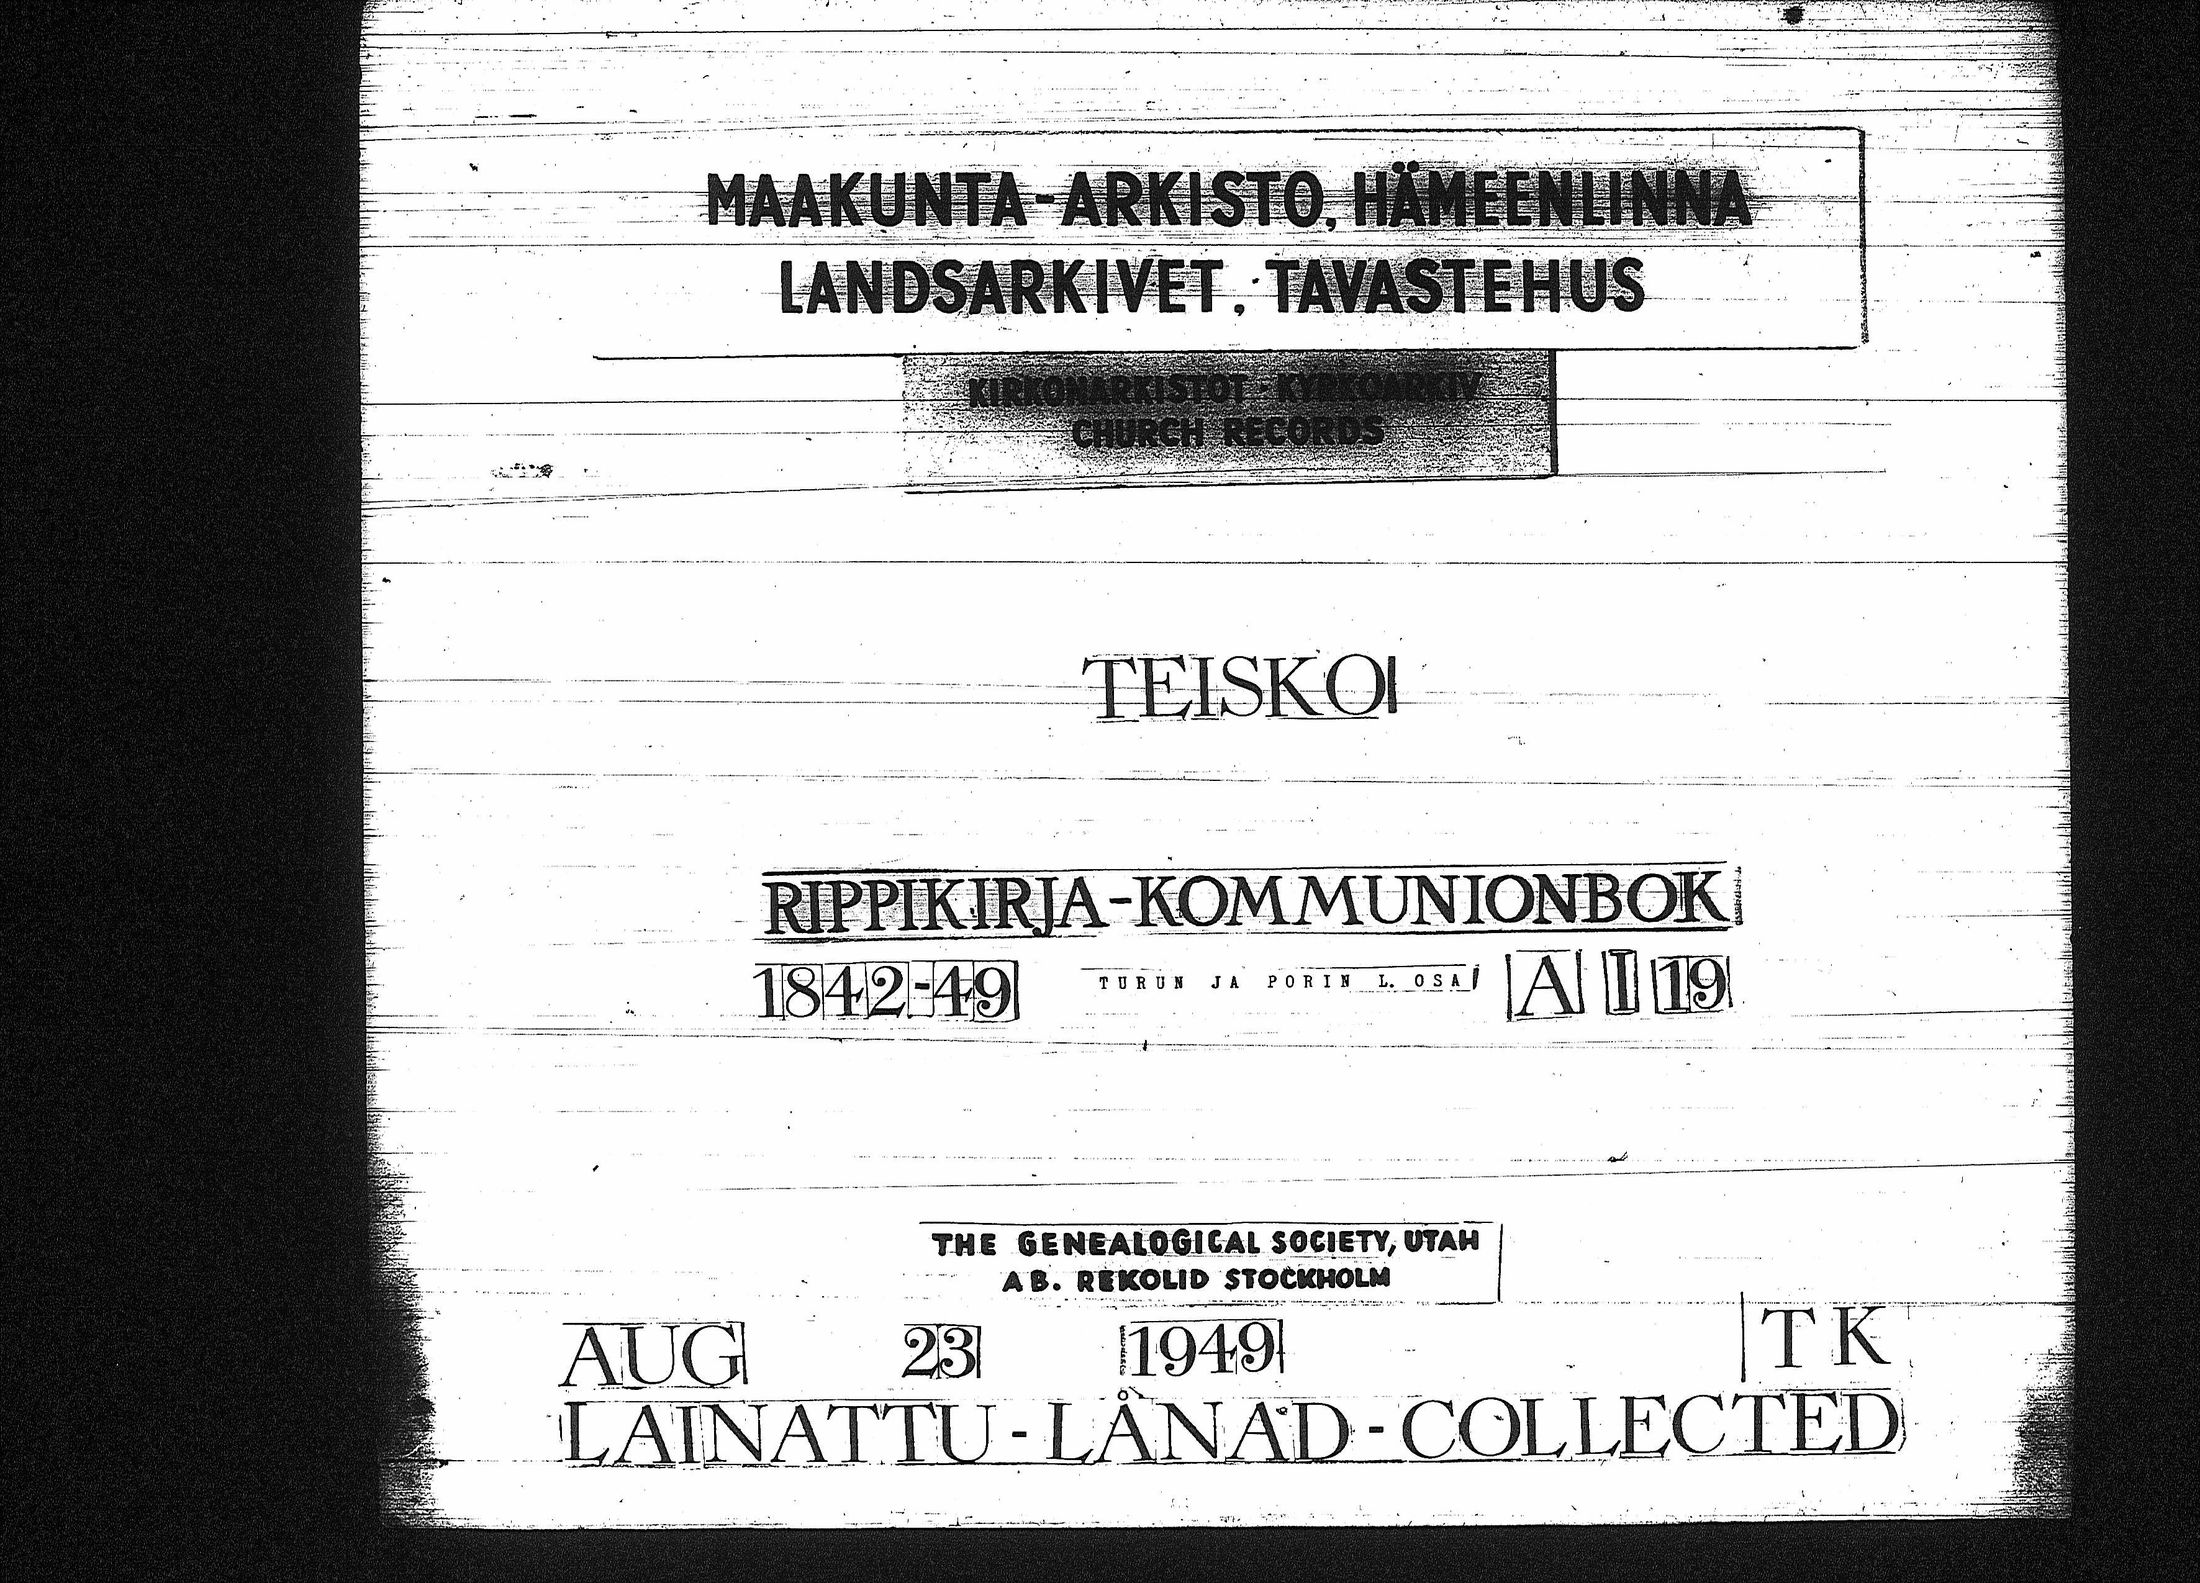 MAAKUNTA-ARKISTO, HÄMEENLINNA
LANDSARKIVET, TAVASTEHUS
KIRKONARKISTOT - KYRKOARKIV
CHURCH RECORDS
TEISKO
RIPPIKIRJA-KOMMUNIONBOK
1842-49 TURUN JA PORIN L. OSA A I 19
THE GENEALOGICAL SOCIETY, UTAH
AB. REKOLID STOCKHOLM
AUG 23 1949 TK
LAINATTU-LÅNAD-COLLECTED